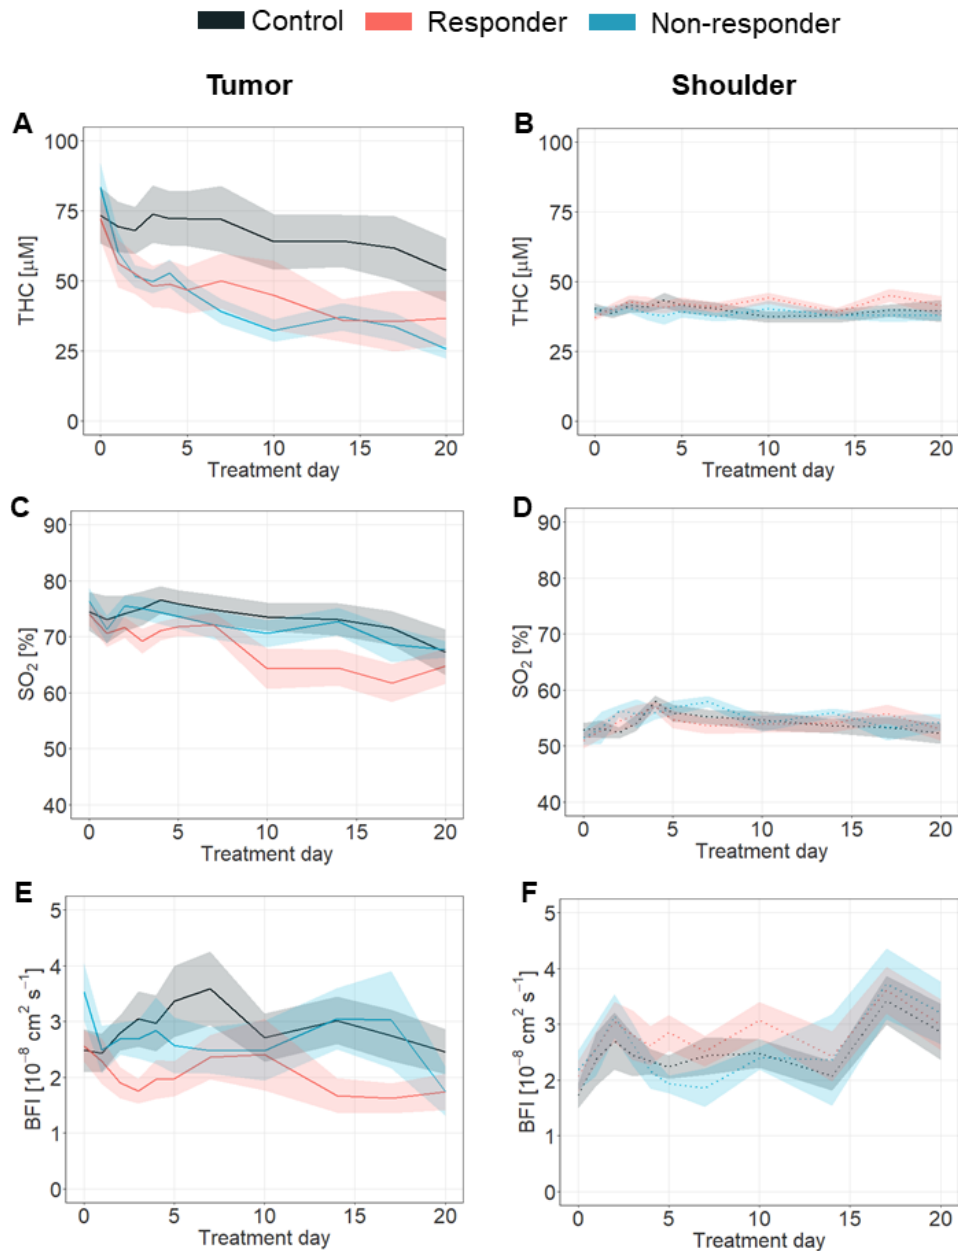 Control Responder Non-responder
Tumor Shoulder
A B
100 100
75 75
50 50
25 25
0 0
THC [μM] THC [μM]
0 5 10 15 20 0 5 10 15 20
Treatment day Treatment day
C D
90 90
80 80
70 70
60 60
50 50
40 40
SO₂ [%] SO₂ [%]
0 5 10 15 20 0 5 10 15 20
Treatment day Treatment day
E F
5 5
4 4
3 3
2 2
1 1
0 0
BFI [10⁻⁸ cm² s⁻¹] BFI [10⁻⁸ cm² s⁻¹]
0 5 10 15 20 0 5 10 15 20
Treatment day Treatment day